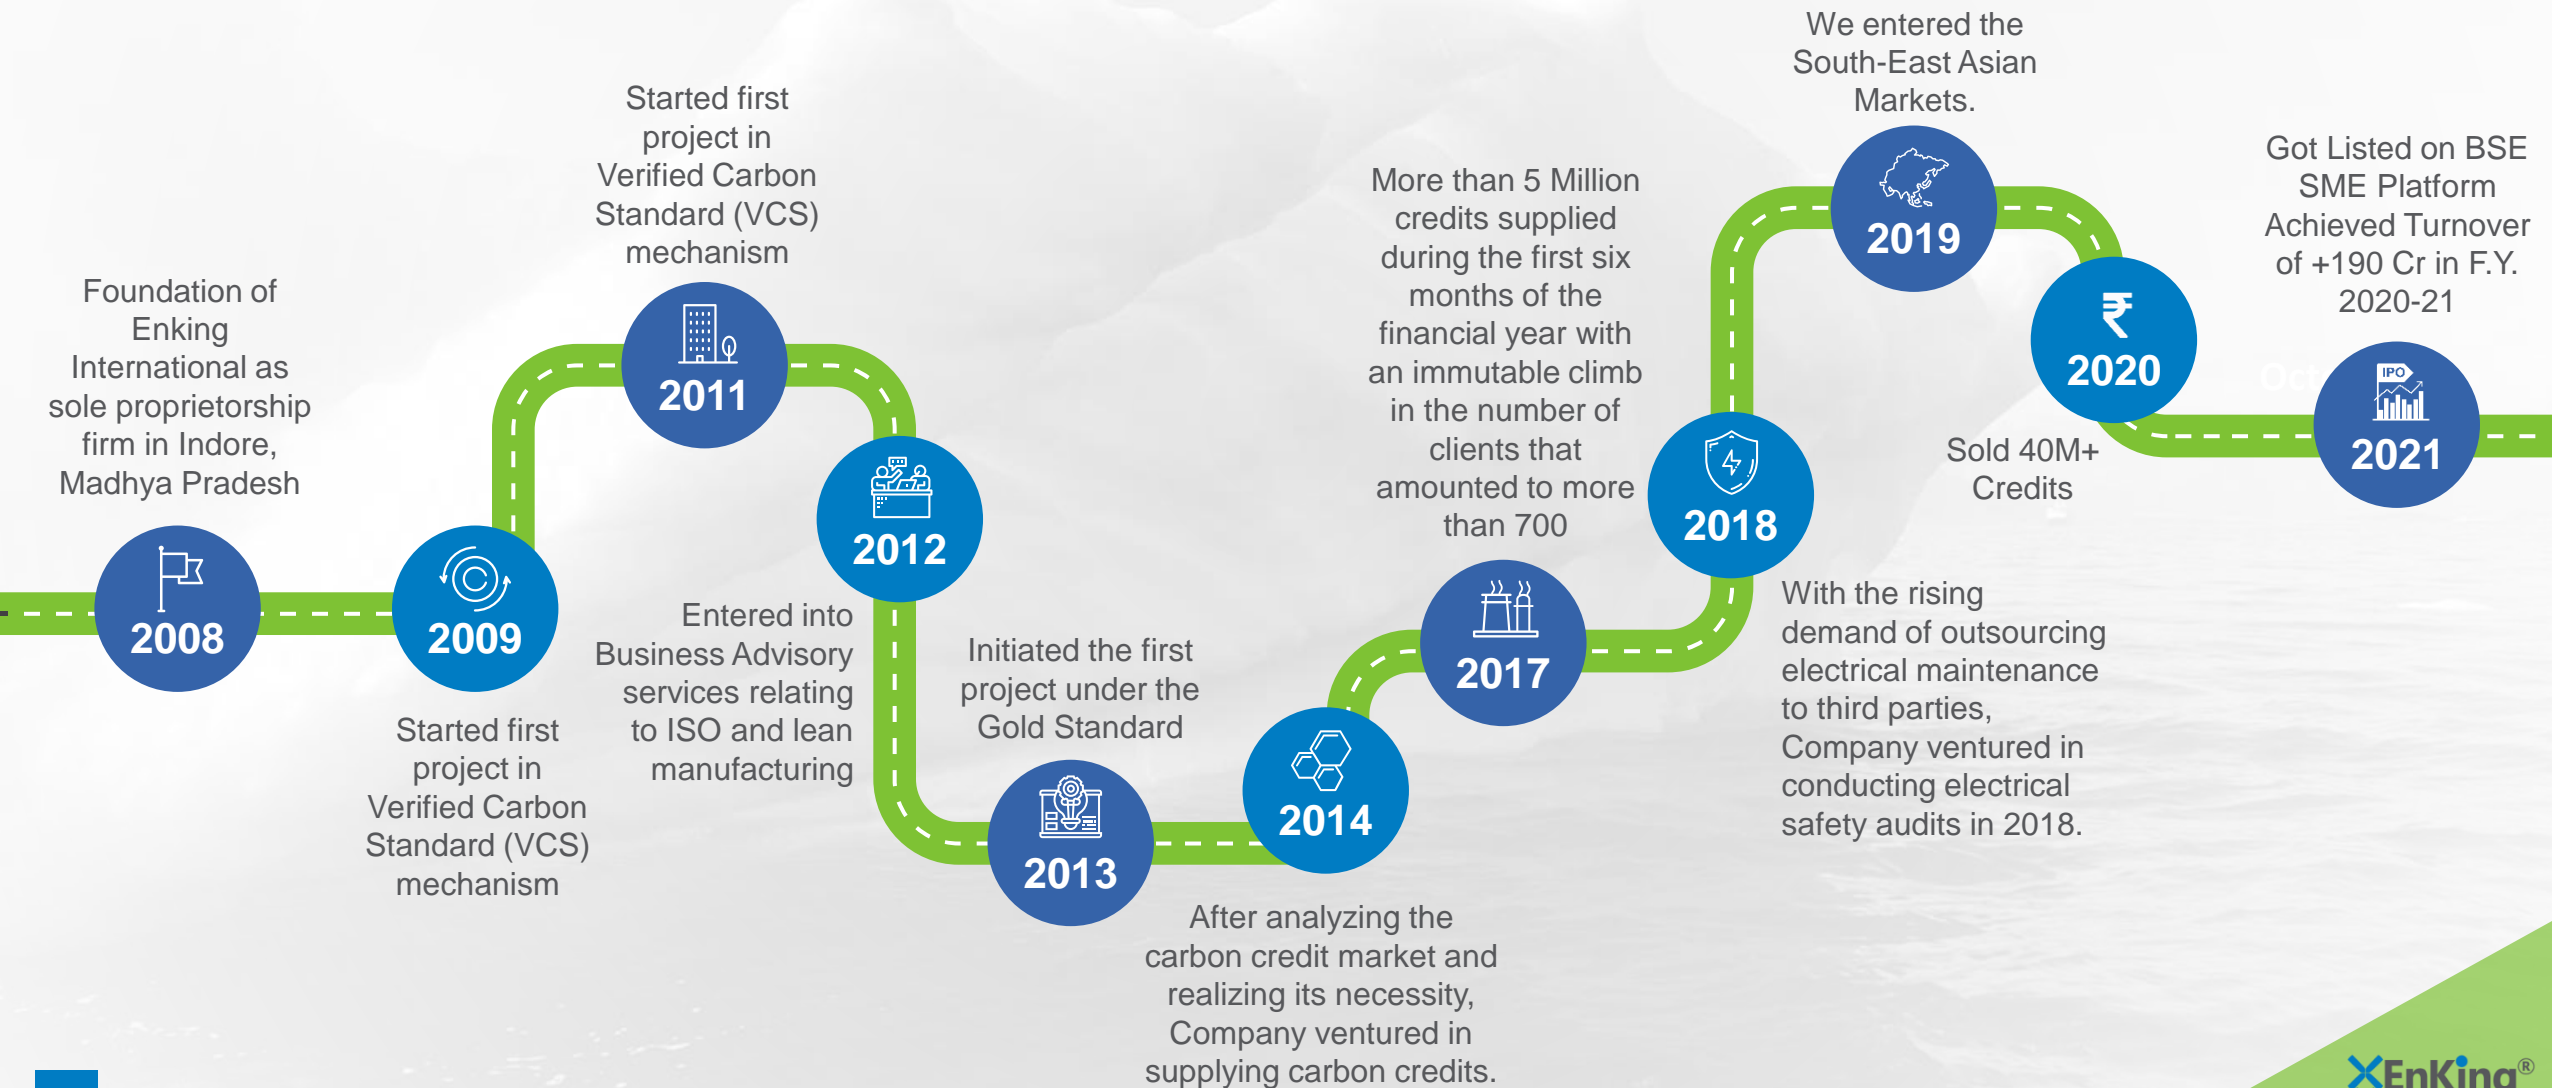 Foundation of
Enking
International as
sole proprietorship
firm in Indore,
Madhya Pradesh
2008
2009
Started first
project in
Verified Carbon
Standard (VCS)
mechanism
Started first
project in
Verified Carbon
Standard (VCS)
mechanism
2011
2012
Entered into
Business Advisory
services relating
to ISO and lean
manufacturing
Initiated the first
project under the
Gold Standard
2013
2014
After analyzing the
carbon credit market and
realizing its necessity,
Company ventured in
supplying carbon credits.
More than 5 Million
credits supplied
during the first six
months of the
financial year with
an immutable climb
in the number of
clients that
amounted to more
than 700
2017
2018
With the rising
demand of outsourcing
electrical maintenance
to third parties,
Company ventured in
conducting electrical
safety audits in 2018.
We entered the
South-East Asian
Markets.
2019
₹
2020
Sold 40M+
Credits
Got Listed on BSE
SME Platform
Achieved Turnover
of +190 Cr in F.Y.
2020-21
Oct
IPO
2021
EnKing®